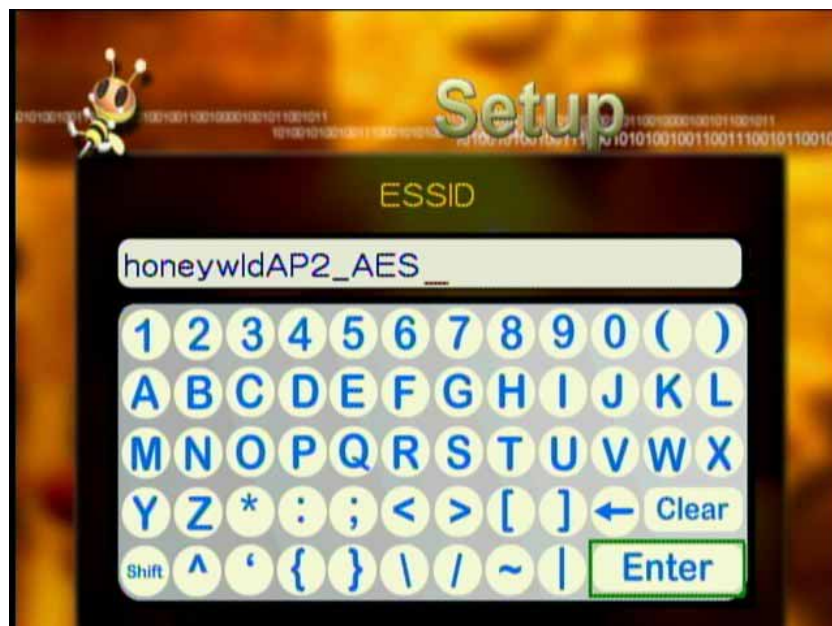 Setup
ESSID
honeywldAP2_AES_
1 2 3 4 5 6 7 8 9 0 ( )
A B C D E F G H I J K L
M N O P Q R S T U V W X
Y Z * : ; < > [ ] ← Clear
Shift ^ ‘ { } \ / ~ | Enter